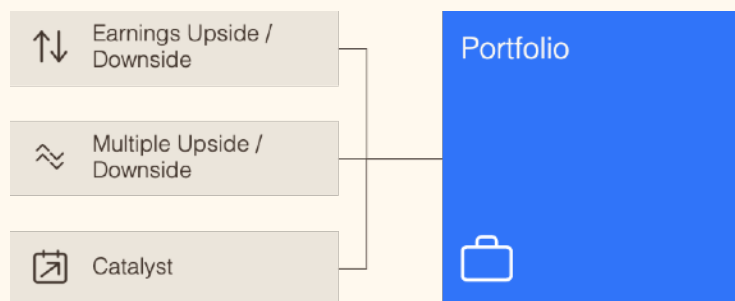 Earnings Upside /
Downside
Portfolio
Multiple Upside /
Downside
Catalyst